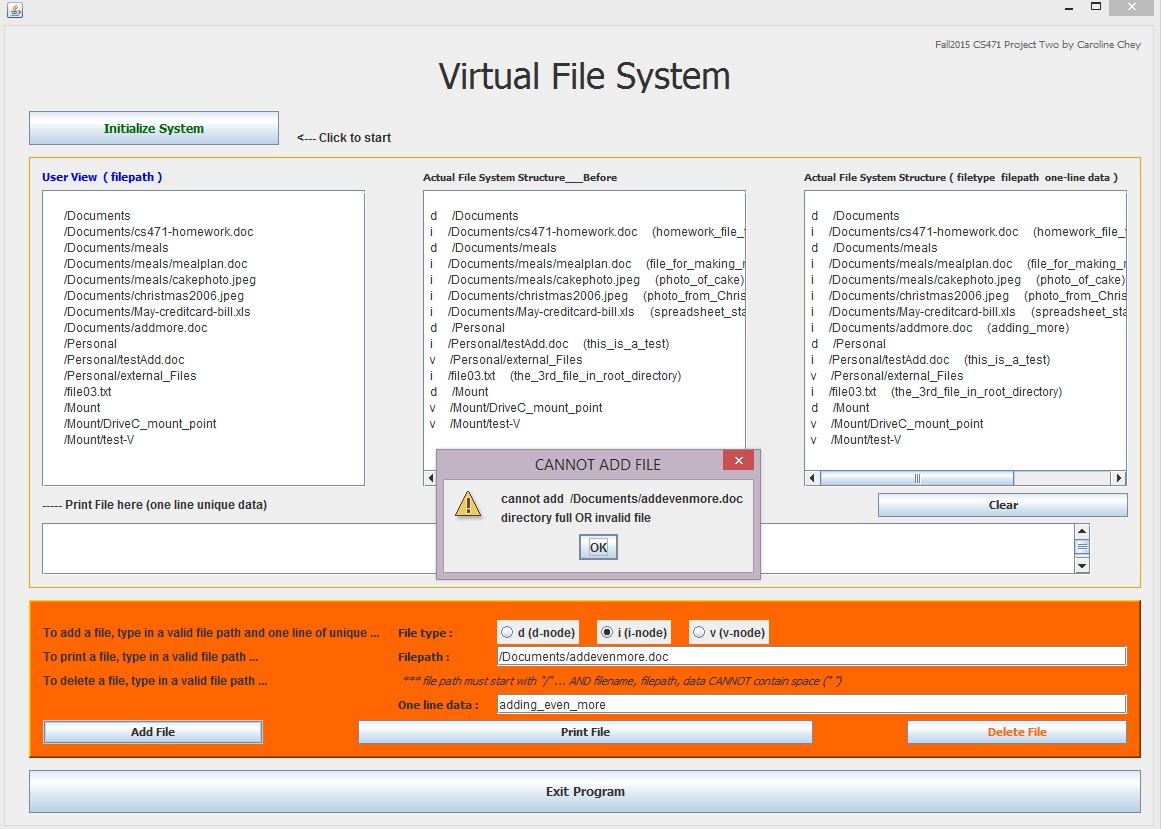 Fall2015 CS471 Project Two by Caroline Chey
Virtual File System
Initialize System
<--- Click to start
User View ( filepath )
/Documents
/Documents/cs471-homework.doc
/Documents/meals
/Documents/meals/mealplan.doc
/Documents/meals/cakephoto.jpeg
/Documents/christmas2006.jpeg
/Documents/May-creditcard-bill.xls
/Documents/addmore.doc
/Personal
/Personal/testAdd.doc
/Personal/external_Files
/file03.txt
/Mount
/Mount/DriveC_mount_point
/Mount/test-V
Actual File System Structure___Before
d /Documents
i /Documents/cs471-homework.doc (homework_file_
d /Documents/meals
i /Documents/meals/mealplan.doc (file_for_making_
i /Documents/meals/cakephoto.jpeg (photo_of_cake)
i /Documents/christmas2006.jpeg (photo_from_Chris
i /Documents/May-creditcard-bill.xls (spreadsheet_sta
d /Personal
i /Personal/testAdd.doc (this_is_a_test)
v /Personal/external_Files
i /file03.txt (the_3rd_file_in_root_directory)
d /Mount
v /Mount/DriveC_mount_point
v /Mount/test-V
Actual File System Structure ( filetype filepath one-line data )
d /Documents
i /Documents/cs471-homework.doc (homework_file_
d /Documents/meals
i /Documents/meals/mealplan.doc (file_for_making_
i /Documents/meals/cakephoto.jpeg (photo_of_cake)
i /Documents/christmas2006.jpeg (photo_from_Chris
i /Documents/May-creditcard-bill.xls (spreadsheet_sta
i /Documents/addmore.doc (adding_more)
d /Personal
i /Personal/testAdd.doc (this_is_a_test)
v /Personal/external_Files
i /file03.txt (the_3rd_file_in_root_directory)
d /Mount
v /Mount/DriveC_mount_point
v /Mount/test-V
CANNOT ADD FILE
cannot add /Documents/addevenmore.doc
directory full OR invalid file
OK
----- Print File here (one line unique data)
Clear
To add a file, type in a valid file path and one line of unique ...
File type :
d (d-node)
i (i-node)
v (v-node)
To print a file, type in a valid file path ...
Filepath :
/Documents/addevenmore.doc
To delete a file, type in a valid file path ...
*** file path must start with "/" ... AND filename, filepath, data CANNOT contain space (" ")
One line data :
adding_even_more
Add File
Print File
Delete File
Exit Program